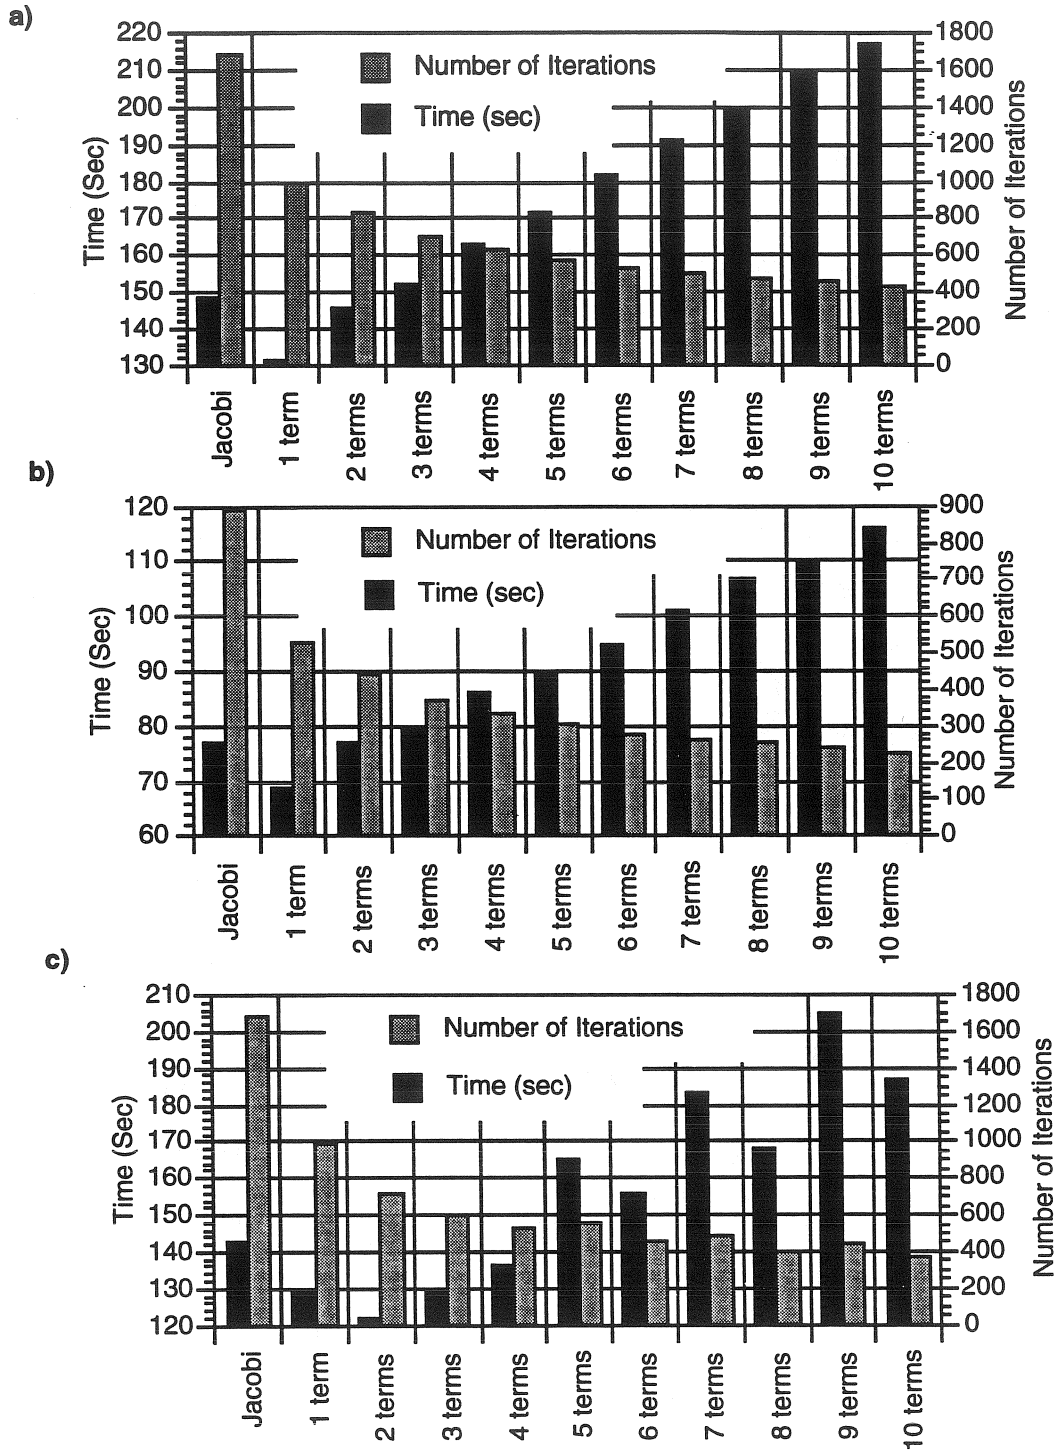 a)
220
210
200
190
180
170
160
150
140
130
Time (Sec)
Number of Iterations
Time (sec)
1800
1600
1400
1200
1000
800
600
400
200
0
Number of Iterations
Jacobi
1 term
2 terms
3 terms
4 terms
5 terms
6 terms
7 terms
8 terms
9 terms
10 terms
b)
120
110
100
90
80
70
60
Time (Sec)
Number of Iterations
Time (sec)
900
800
700
600
500
400
300
200
100
0
Number of Iterations
Jacobi
1 term
2 terms
3 terms
4 terms
5 terms
6 terms
7 terms
8 terms
9 terms
10 terms
c)
210
200
190
180
170
160
150
140
130
120
Time (Sec)
Number of Iterations
Time (sec)
1800
1600
1400
1200
1000
800
600
400
200
0
Number of Iterations
Jacobi
1 term
2 terms
3 terms
4 terms
5 terms
6 terms
7 terms
8 terms
9 terms
10 terms